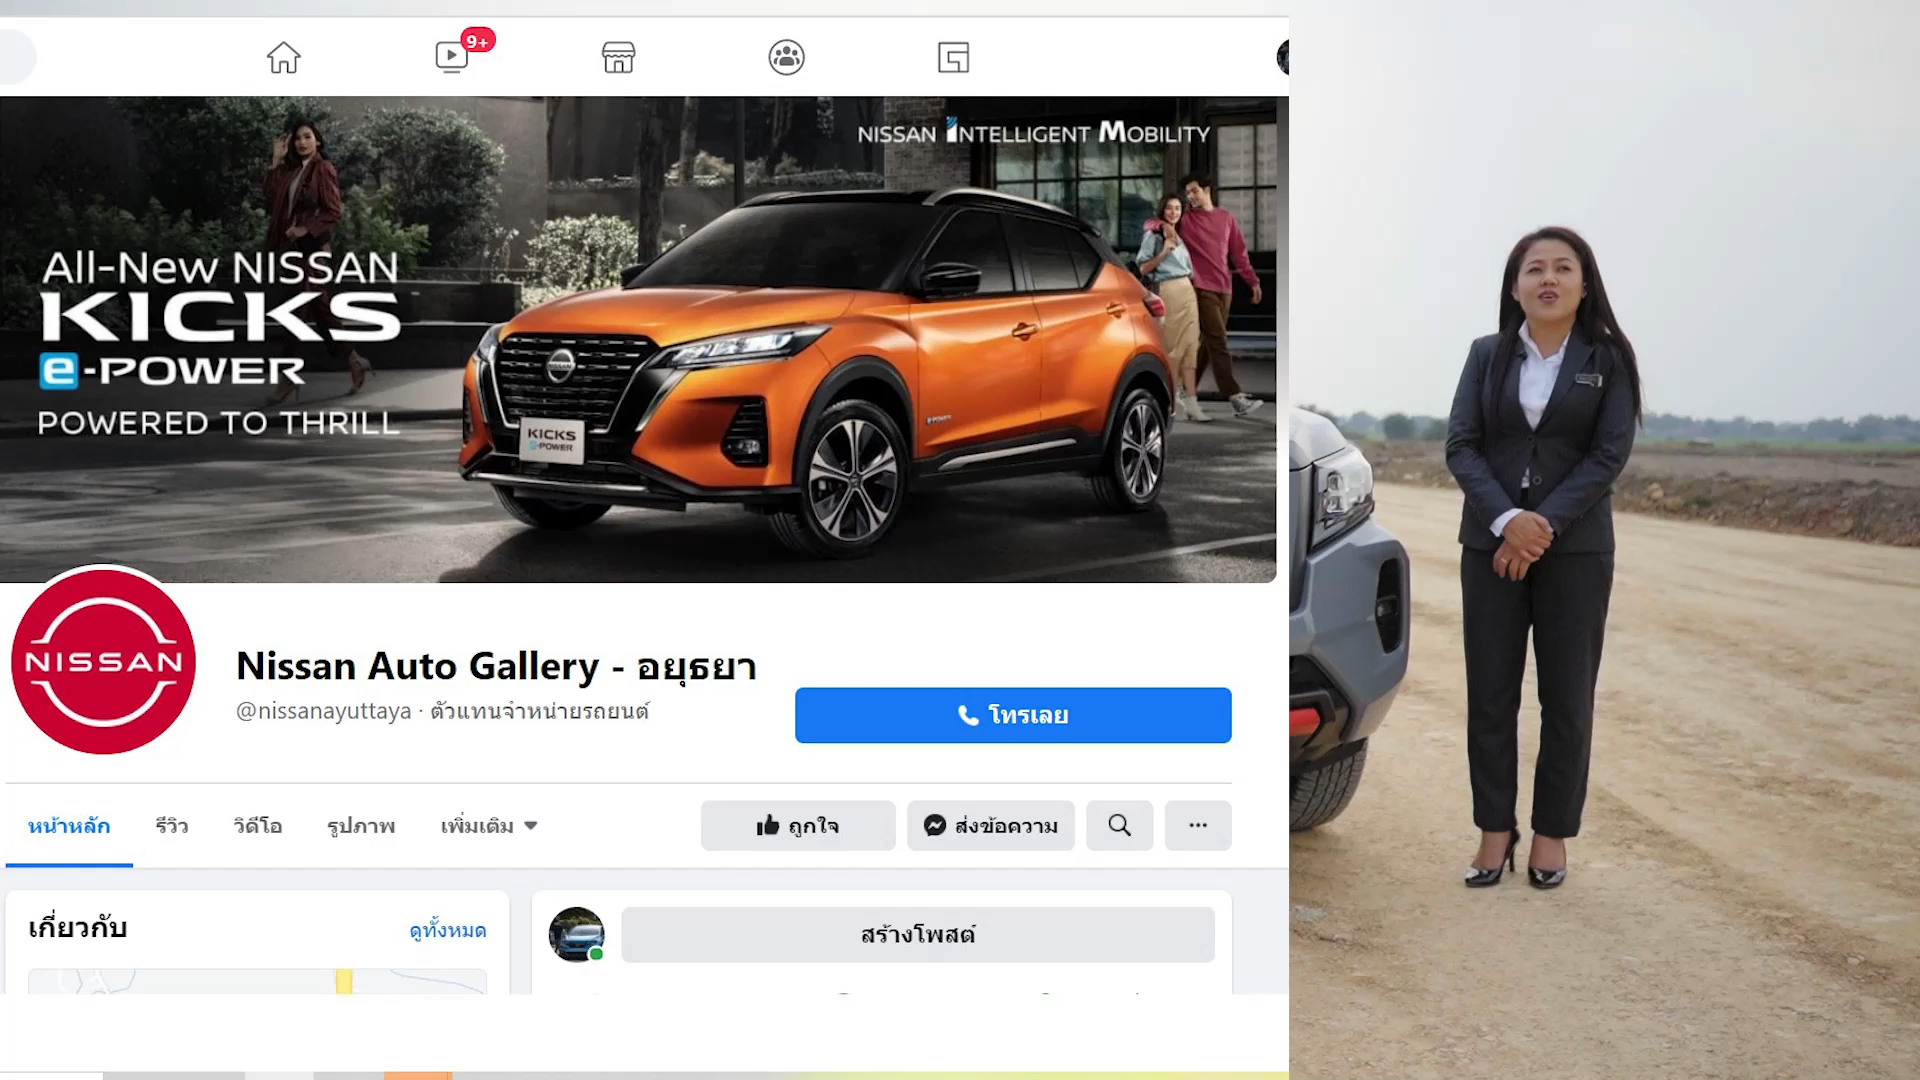 9+
NISSAN INTELLIGENT MOBILITY
All-New NISSAN
KICKS
e-POWER
POWERED TO THRILL
KICKS
e-POWER
NISSAN
Nissan Auto Gallery - อยุธยา
@nissanayuttaya · ตัวแทนจำหน่ายรถยนต์
โทรเลย
หน้าหลัก
รีวิว
วิดีโอ
รูปภาพ
เพิ่มเติม
ถูกใจ
ส่งข้อความ
เกี่ยวกับ
ดูทั้งหมด
สร้างโพสต์